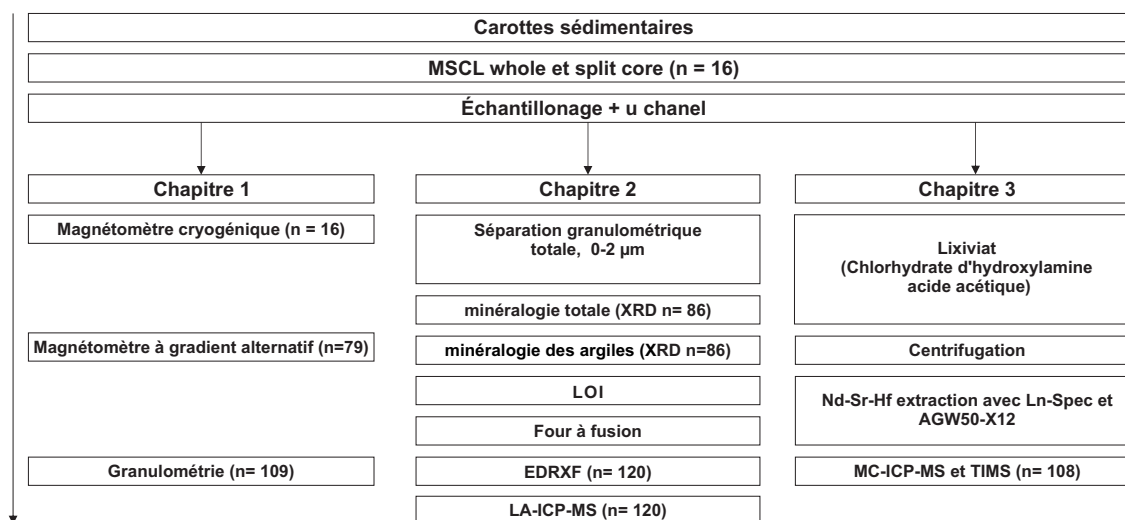 Carottes sédimentaires
MSCL whole et split core (n = 16)
Échantillonage + u chanel
Chapitre 1
Magnétomètre cryogénique (n = 16)
Magnétomètre à gradient alternatif (n=79)
Granulométrie (n= 109)
Chapitre 2
Séparation granulométrique
totale, 0-2 µm
minéralogie totale (XRD n= 86)
minéralogie des argiles (XRD n=86)
LOI
Four à fusion
EDRXF (n= 120)
LA-ICP-MS (n= 120)
Chapitre 3
Lixiviat
(Chlorhydrate d'hydroxylamine
acide acétique)
Centrifugation
Nd-Sr-Hf extraction avec Ln-Spec et
AGW50-X12
MC-ICP-MS et TIMS (n= 108)